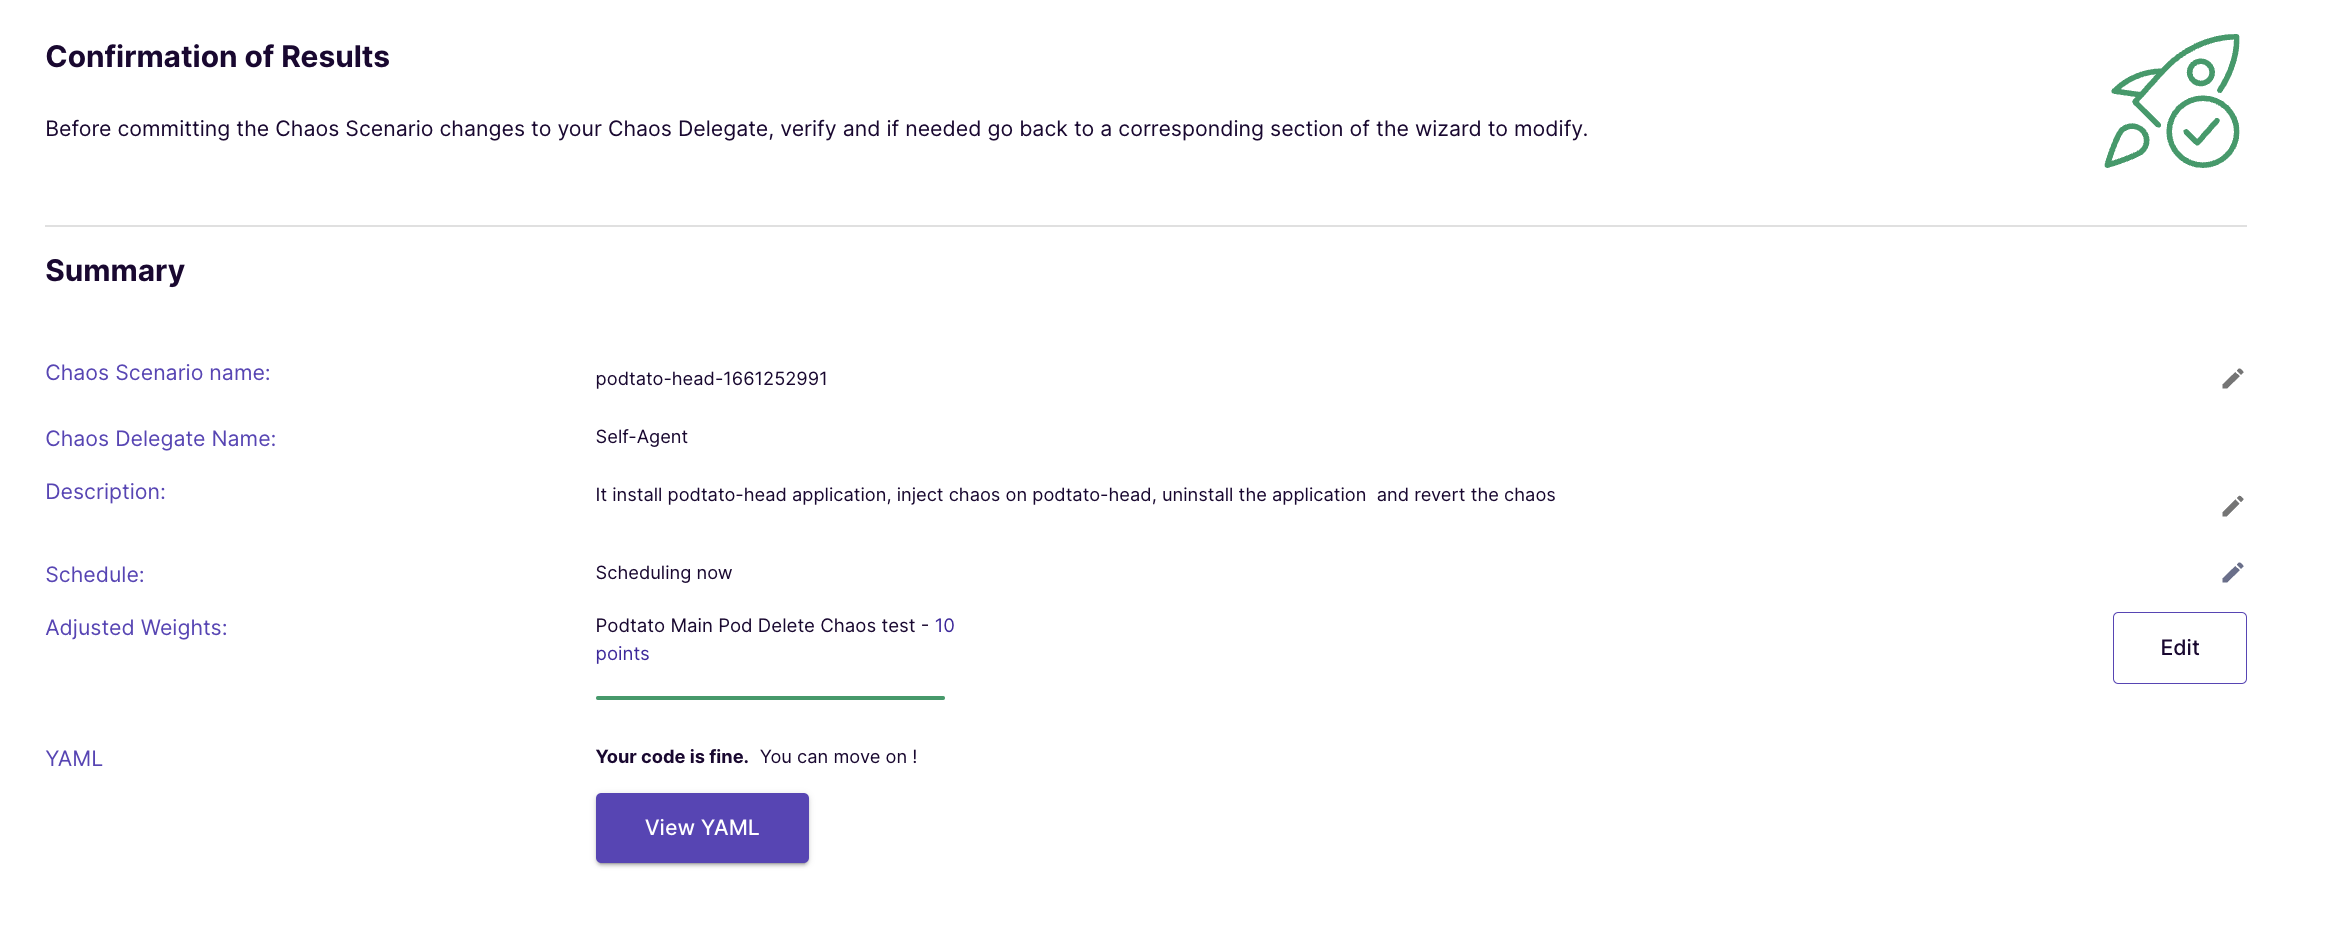 Confirmation of Results
Before committing the Chaos Scenario changes to your Chaos Delegate, verify and if needed go back to a corresponding section of the wizard to modify.
Summary
Chaos Scenario name:
podtato-head-1661252991
Chaos Delegate Name:
Self-Agent
Description:
It install podtato-head application, inject chaos on podtato-head, uninstall the application  and revert the chaos
Schedule:
Scheduling now
Adjusted Weights:
Podtato Main Pod Delete Chaos test - 10
points
Edit
YAML
Your code is fine.  You can move on !
View YAML